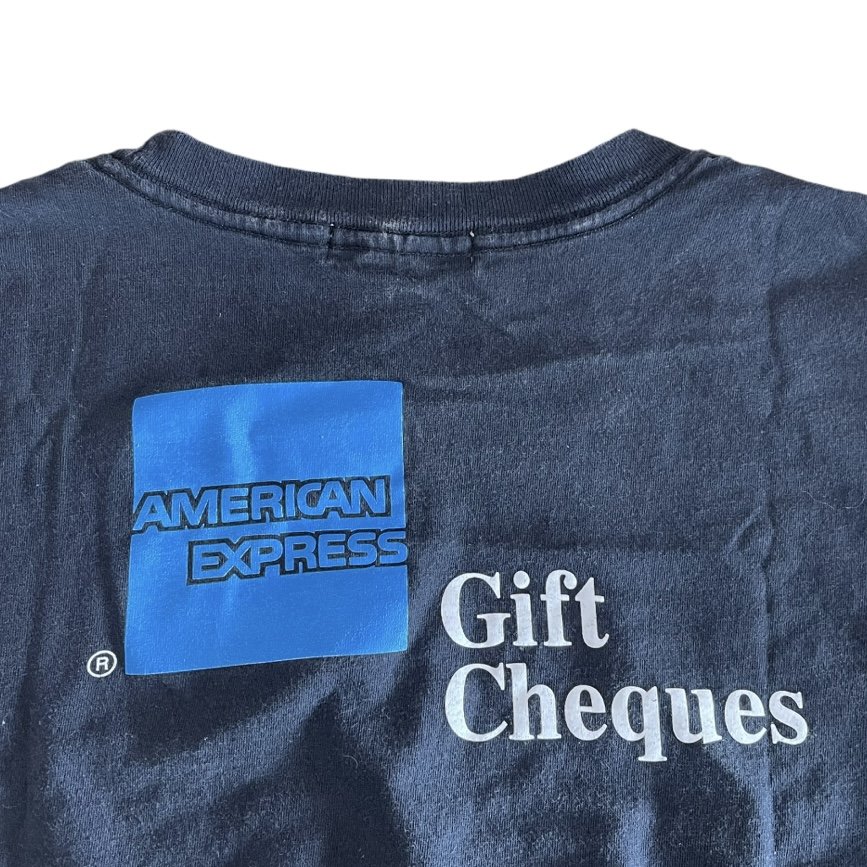 AMERICAN
EXPRESS
®
Gift
Cheques